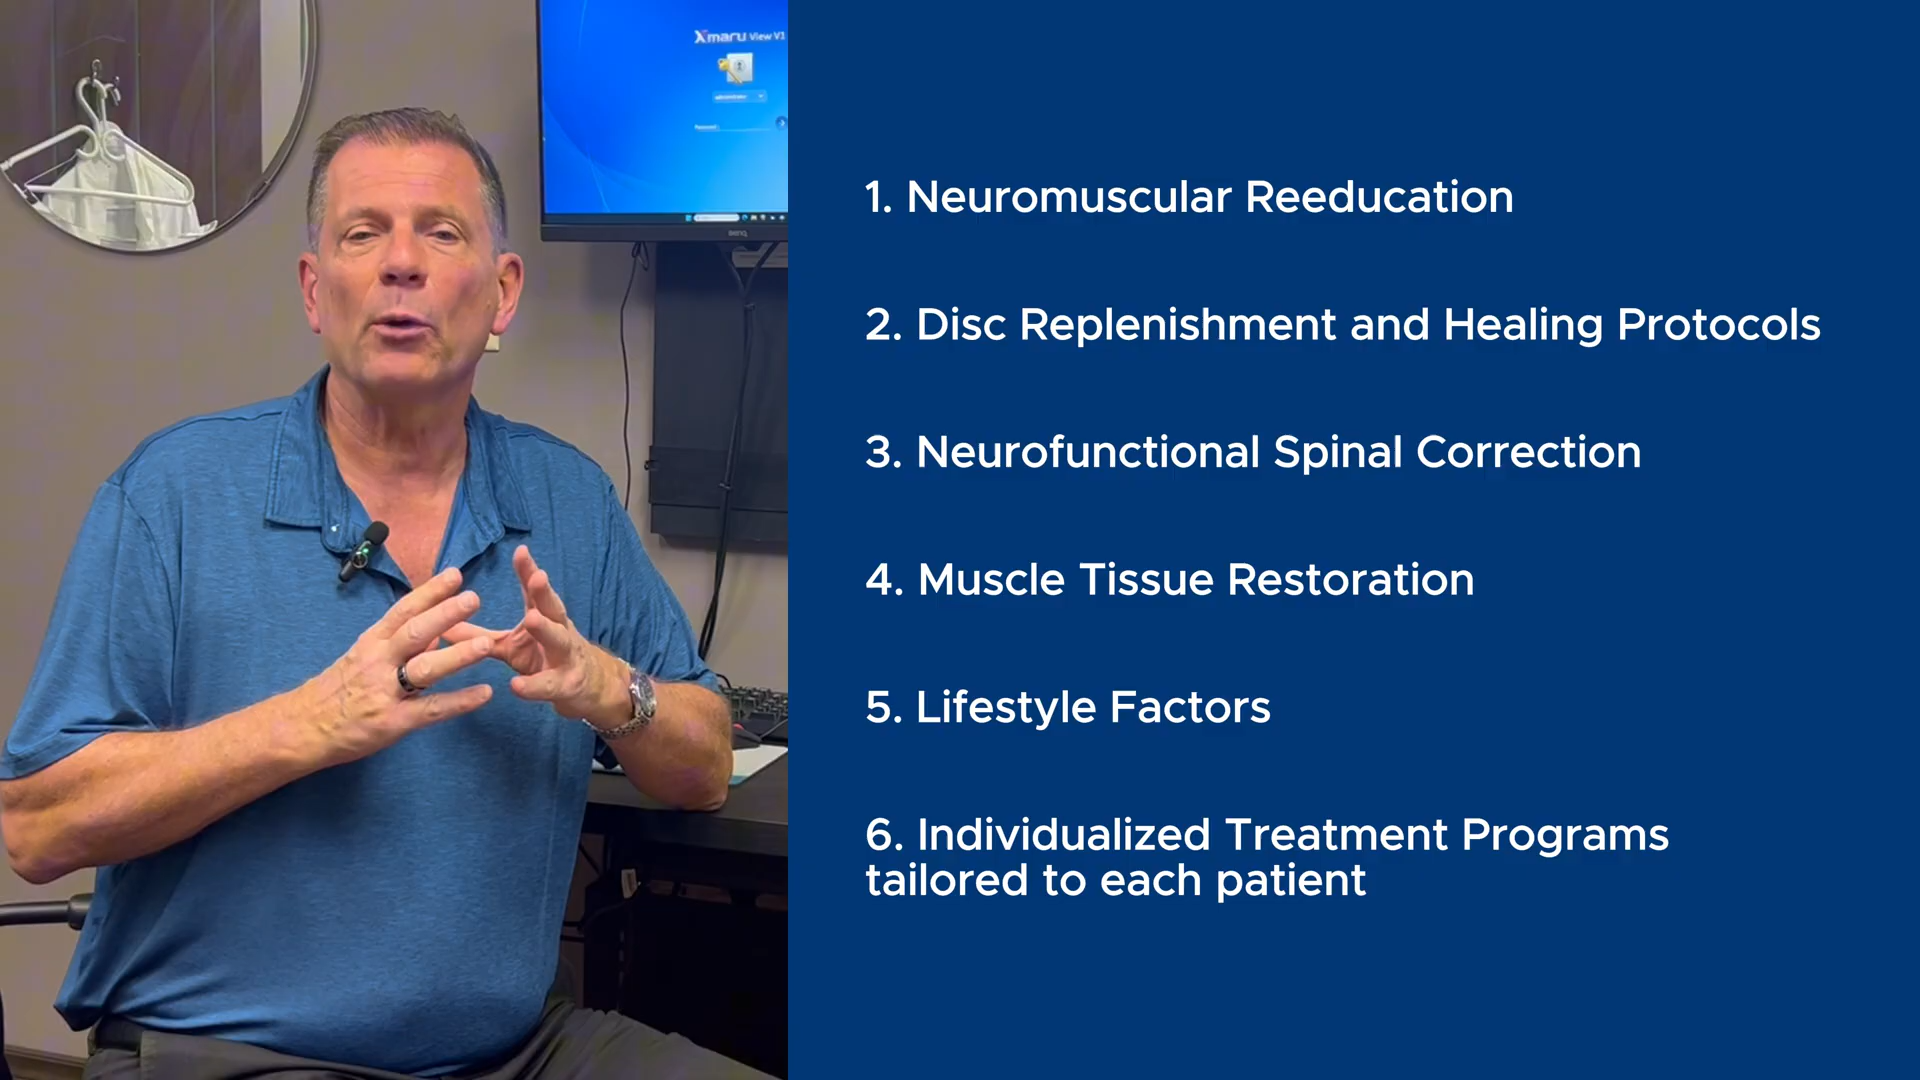 Xmaru View V1
1. Neuromuscular Reeducation
2. Disc Replenishment and Healing Protocols
3. Neurofunctional Spinal Correction
4. Muscle Tissue Restoration
5. Lifestyle Factors
6. Individualized Treatment Programs
tailored to each patient